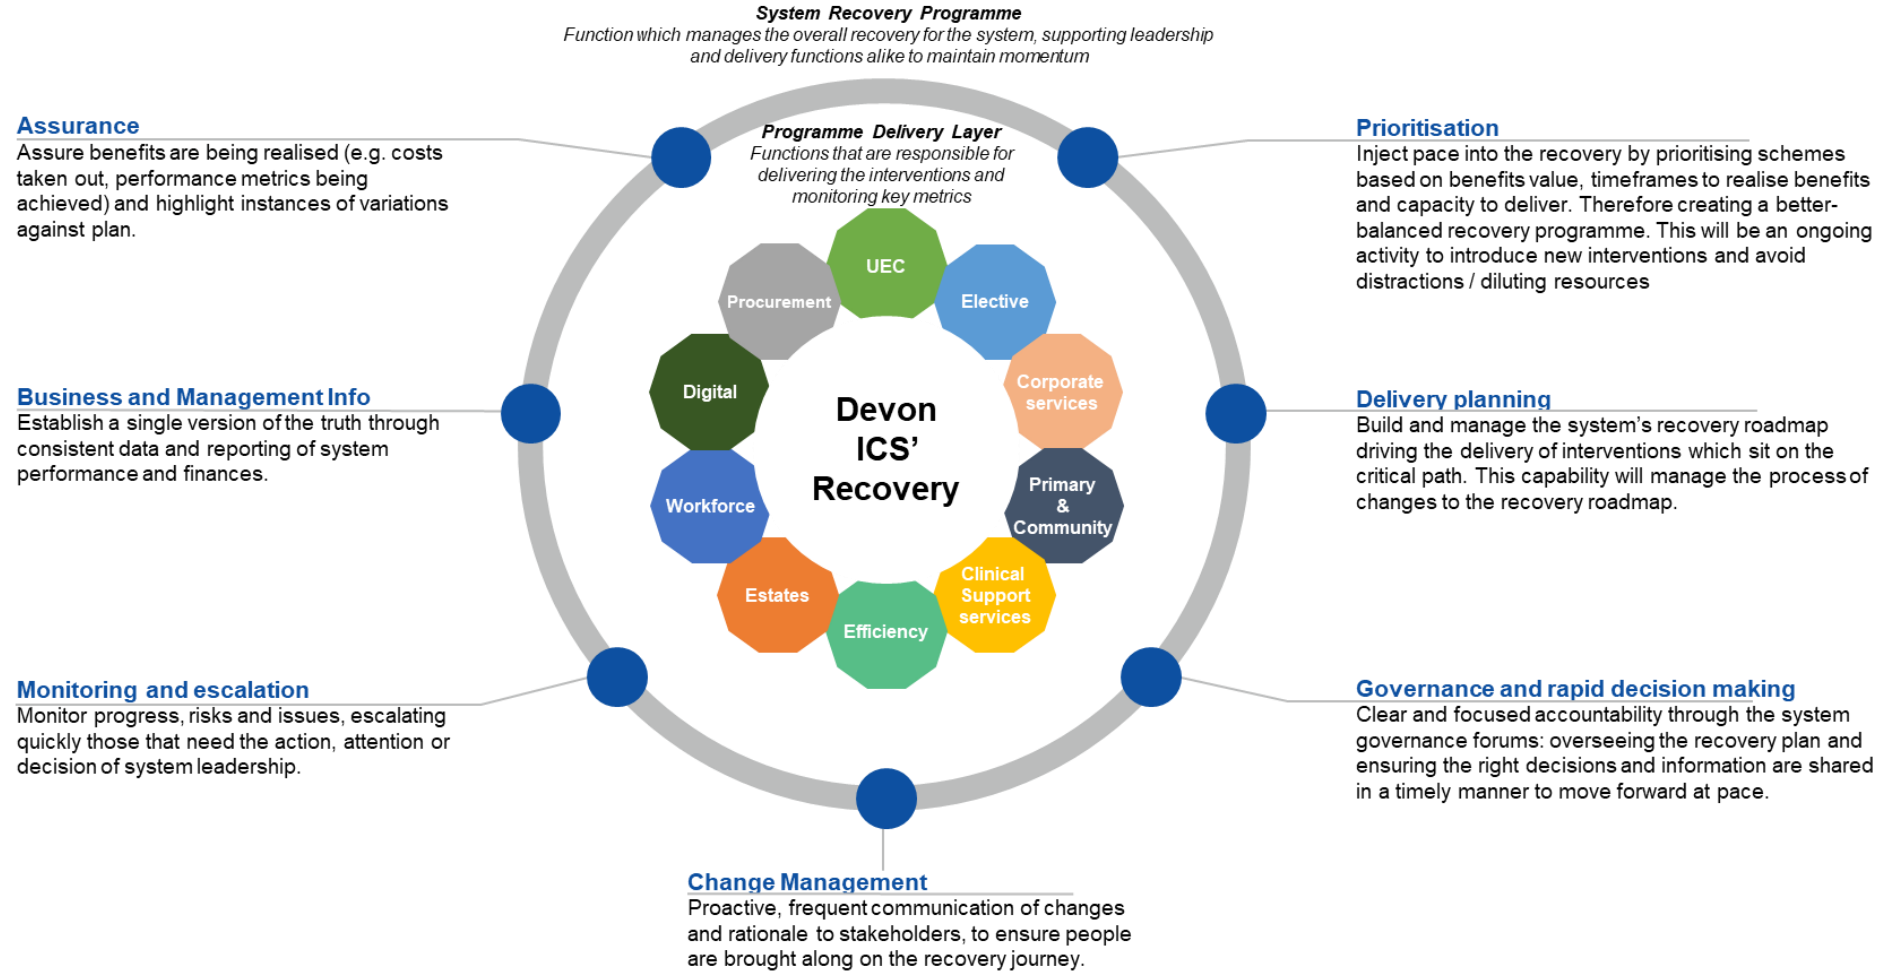 System Recovery Programme
Function which manages the overall recovery for the system, supporting leadership
and delivery functions alike to maintain momentum
Programme Delivery Layer
Functions that are responsible for
delivering the interventions and
monitoring key metrics
Assurance
Assure benefits are being realised (e.g. costs
taken out, performance metrics being
achieved) and highlight instances of variations
against plan.
Prioritisation
Inject pace into the recovery by prioritising schemes
based on benefits value, timeframes to realise benefits
and capacity to deliver. Therefore creating a better-
balanced recovery programme. This will be an ongoing
activity to introduce new interventions and avoid
distractions / diluting resources
UEC
Elective
Corporate
services
Primary
&
Community
Clinical
Support
services
Efficiency
Estates
Workforce
Digital
Procurement
Devon
ICS’
Recovery
Business and Management Info
Establish a single version of the truth through
consistent data and reporting of system
performance and finances.
Delivery planning
Build and manage the system’s recovery roadmap
driving the delivery of interventions which sit on the
critical path. This capability will manage the process of
changes to the recovery roadmap.
Monitoring and escalation
Monitor progress, risks and issues, escalating
quickly those that need the action, attention or
decision of system leadership.
Governance and rapid decision making
Clear and focused accountability through the system
governance forums: overseeing the recovery plan and
ensuring the right decisions and information are shared
in a timely manner to move forward at pace.
Change Management
Proactive, frequent communication of changes
and rationale to stakeholders, to ensure people
are brought along on the recovery journey.